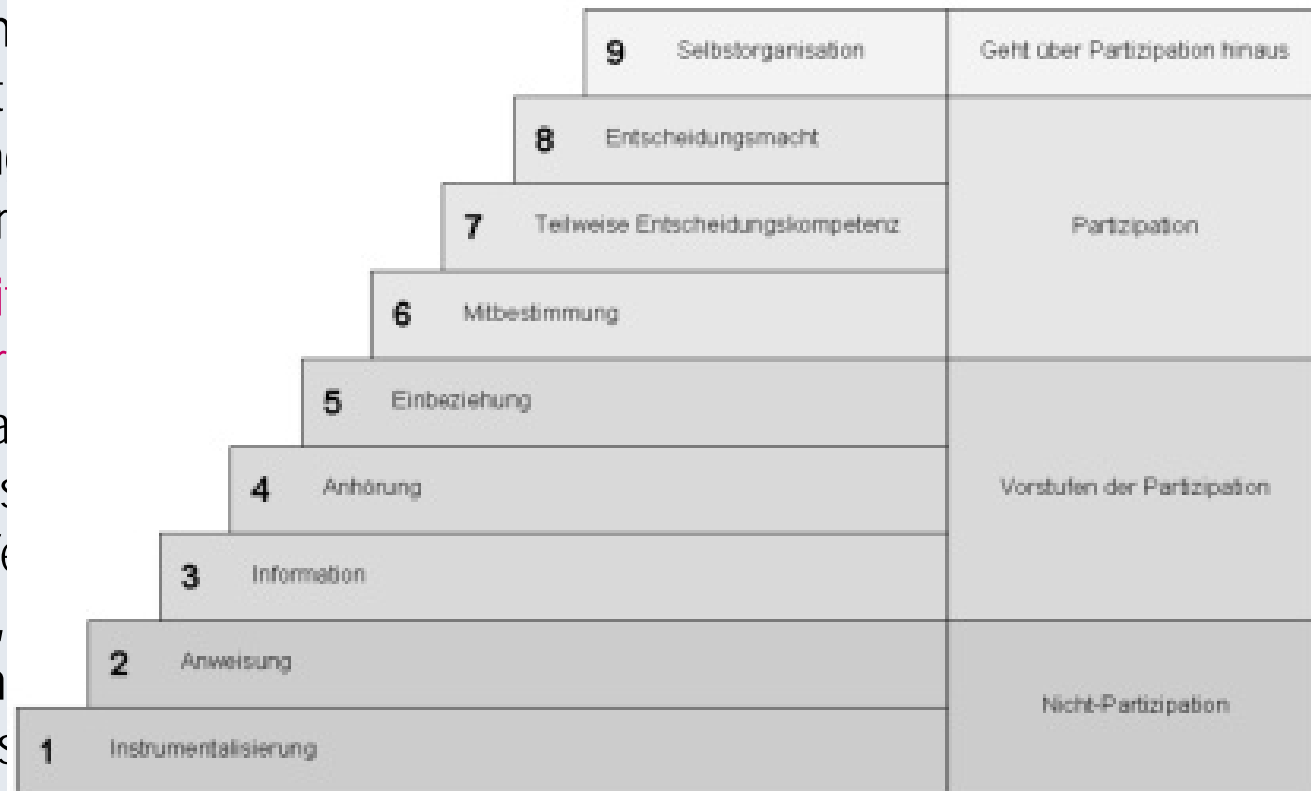 9 Selbstorganisation Geht über Partizipation hinaus
8 Entscheidungsmacht
7 Teilweise Entscheidungskompetenz Partizipation
6 Mitbestimmung
5 Einbeziehung
4 Anhörung Vorstufen der Partizipation
3 Information
2 Anweisung
Nicht-Partizipation
1 Instrumentalisierung